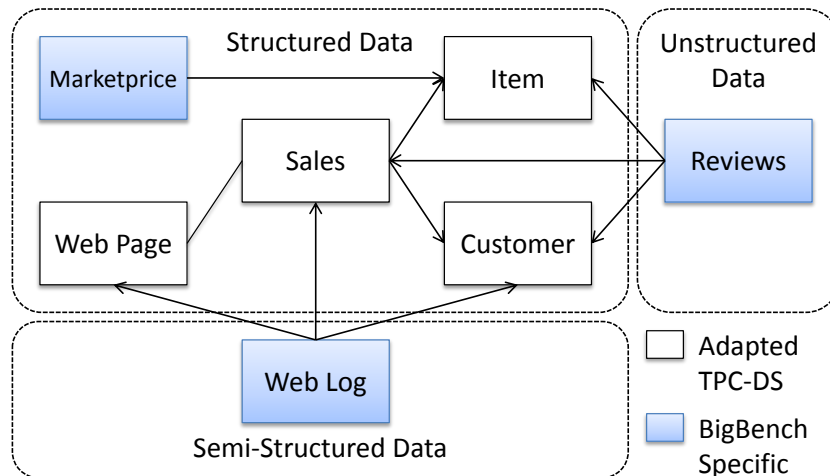 Structured Data
Unstructured
Data
Marketprice
Item
Sales
Reviews
Web Page
Customer
Web Log
Semi-Structured Data
Adapted
TPC-DS
BigBench
Specific